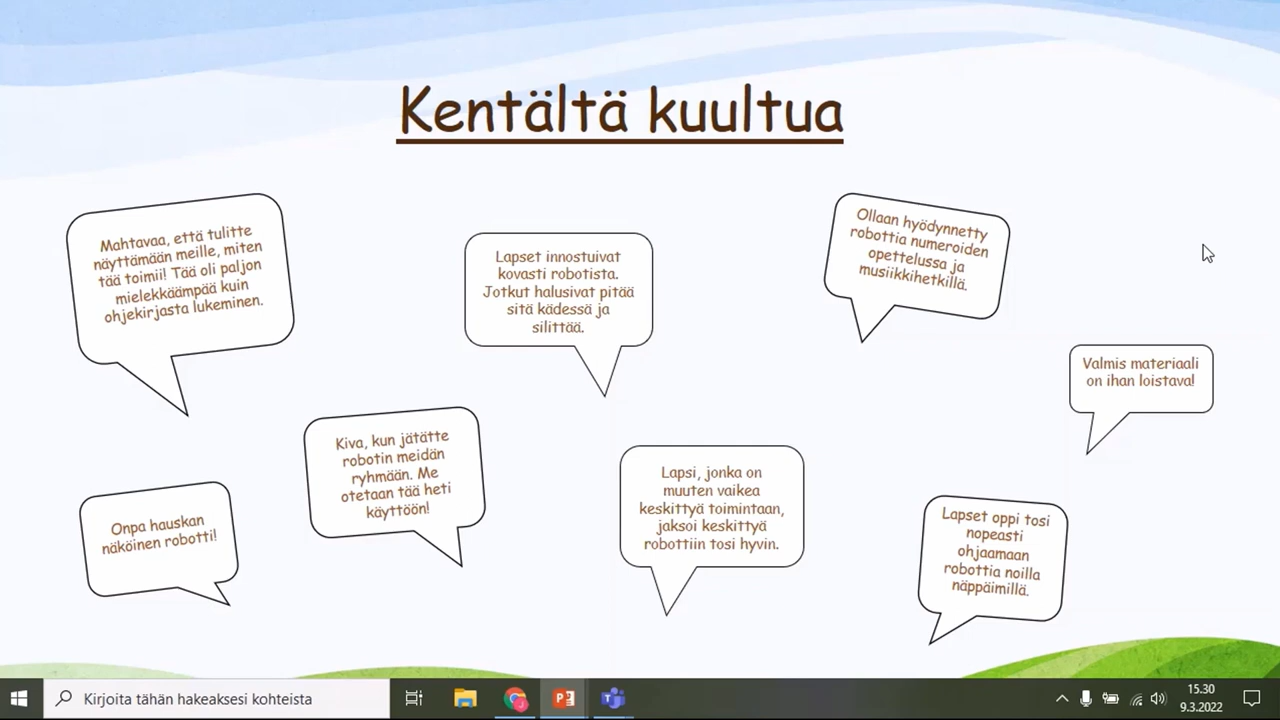 Kentältä kuultua
Mahtavaa, että tulitte
näyttämään meille, miten
tää toimii! Tää oli paljon
mielekkäämpää kuin
ohjekirjasta lukeminen.
Lapset innostuivat
kovasti robotista.
Jotkut halusivat pitää
sitä kädessä ja
silittää.
Ollaan hyödynnetty
robottia numeroiden
opettelussa ja
musiikkihetkillä.
Valmis materiaali
on ihan loistava!
Kiva, kun jätätte
robotin meidän
ryhmään. Me
otetaan tää heti
käyttöön!
Onpa hauskan
näköinen robotti!
Lapsi, jonka on
muuten vaikea
keskittyä toimintaan,
jaksoi keskittyä
robottiin tosi hyvin.
Lapset oppi tosi
nopeasti
ohjaamaan
robottia noilla
näppäimillä.
Kirjoita tähän hakeaksesi kohteista
15.30
9.3.2022